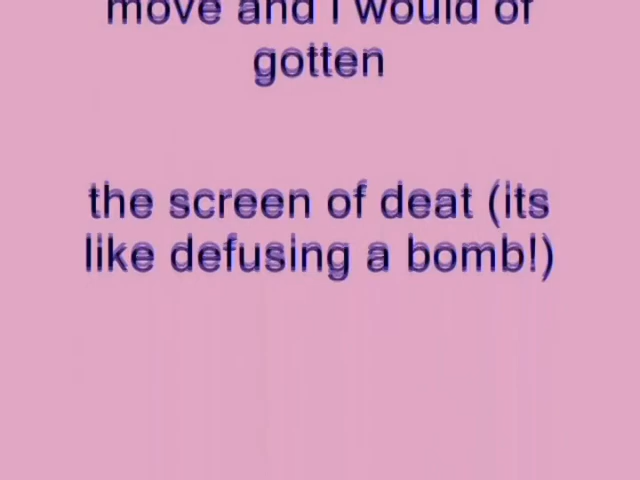 move and I would of
gotten
the screen of deat (its
like defusing a bomb!)